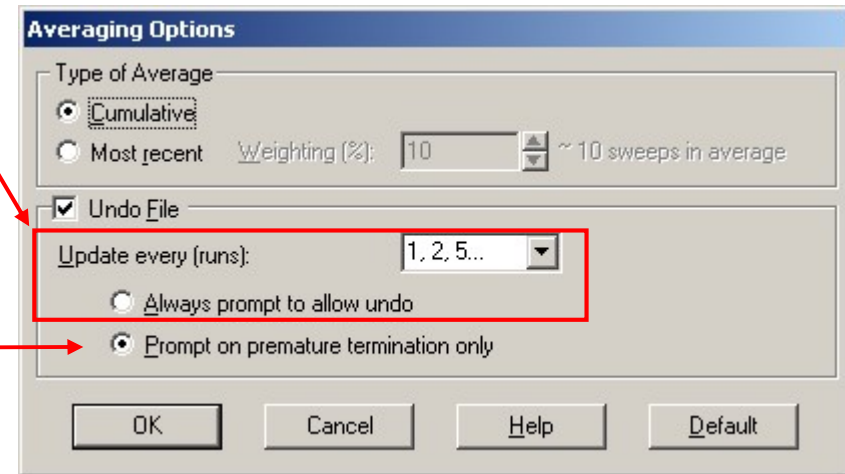 Averaging Options
Type of Average
Cumulative
Most recent Weighting (%): 10 ~ 10 sweeps in average
Undo File
Update every (runs): 1, 2, 5...
Always prompt to allow undo
Prompt on premature termination only
OK Cancel Help Default